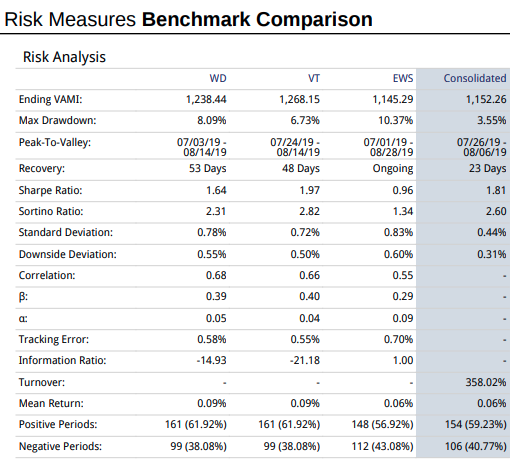 Risk Measures Benchmark Comparison
Risk Analysis
WD VT EWS Consolidated
Ending VAMI: 1,238.44 1,268.15 1,145.29 1,152.26
Max Drawdown: 8.09% 6.73% 10.37% 3.55%
Peak-To-Valley: 07/03/19 - 07/24/19 - 07/01/19 - 07/26/19 -
08/14/19 08/14/19 08/28/19 08/06/19
Recovery: 53 Days 48 Days Ongoing 23 Days
Sharpe Ratio: 1.64 1.97 0.96 1.81
Sortino Ratio: 2.31 2.82 1.34 2.60
Standard Deviation: 0.78% 0.72% 0.83% 0.44%
Downside Deviation: 0.55% 0.50% 0.60% 0.31%
Correlation: 0.68 0.66 0.55 -
β: 0.39 0.40 0.29 -
α: 0.05 0.04 0.09 -
Tracking Error: 0.58% 0.55% 0.70% -
Information Ratio: -14.93 -21.18 1.00 -
Turnover: - - - 358.02%
Mean Return: 0.09% 0.09% 0.06% 0.06%
Positive Periods: 161 (61.92%) 161 (61.92%) 148 (56.92%) 154 (59.23%)
Negative Periods: 99 (38.08%) 99 (38.08%) 112 (43.08%) 106 (40.77%)